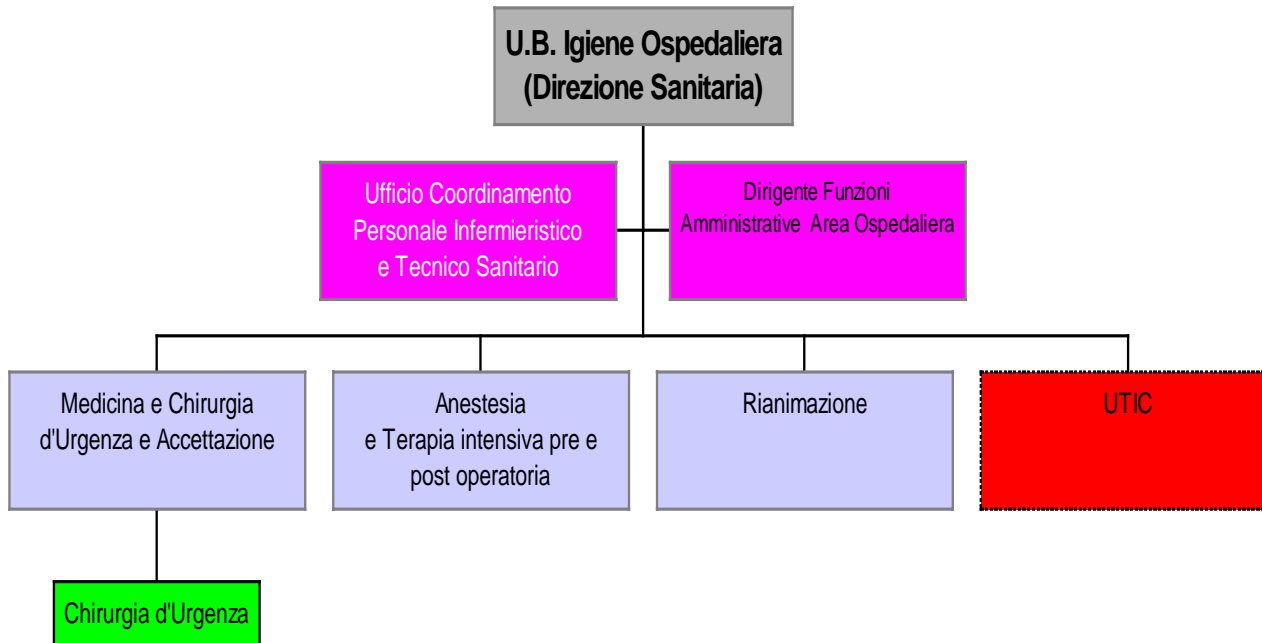 U.B. Igiene Ospedaliera
(Direzione Sanitaria)
Ufficio Coordinamento
Personale Infermieristico
e Tecnico Sanitario
Dirigente Funzioni
Amministrative Area Ospedaliera
Medicina e Chirurgia
d'Urgenza e Accettazione
Anestesia
e Terapia intensiva pre e
post operatoria
Rianimazione
UTIC
Chirurgia d'Urgenza